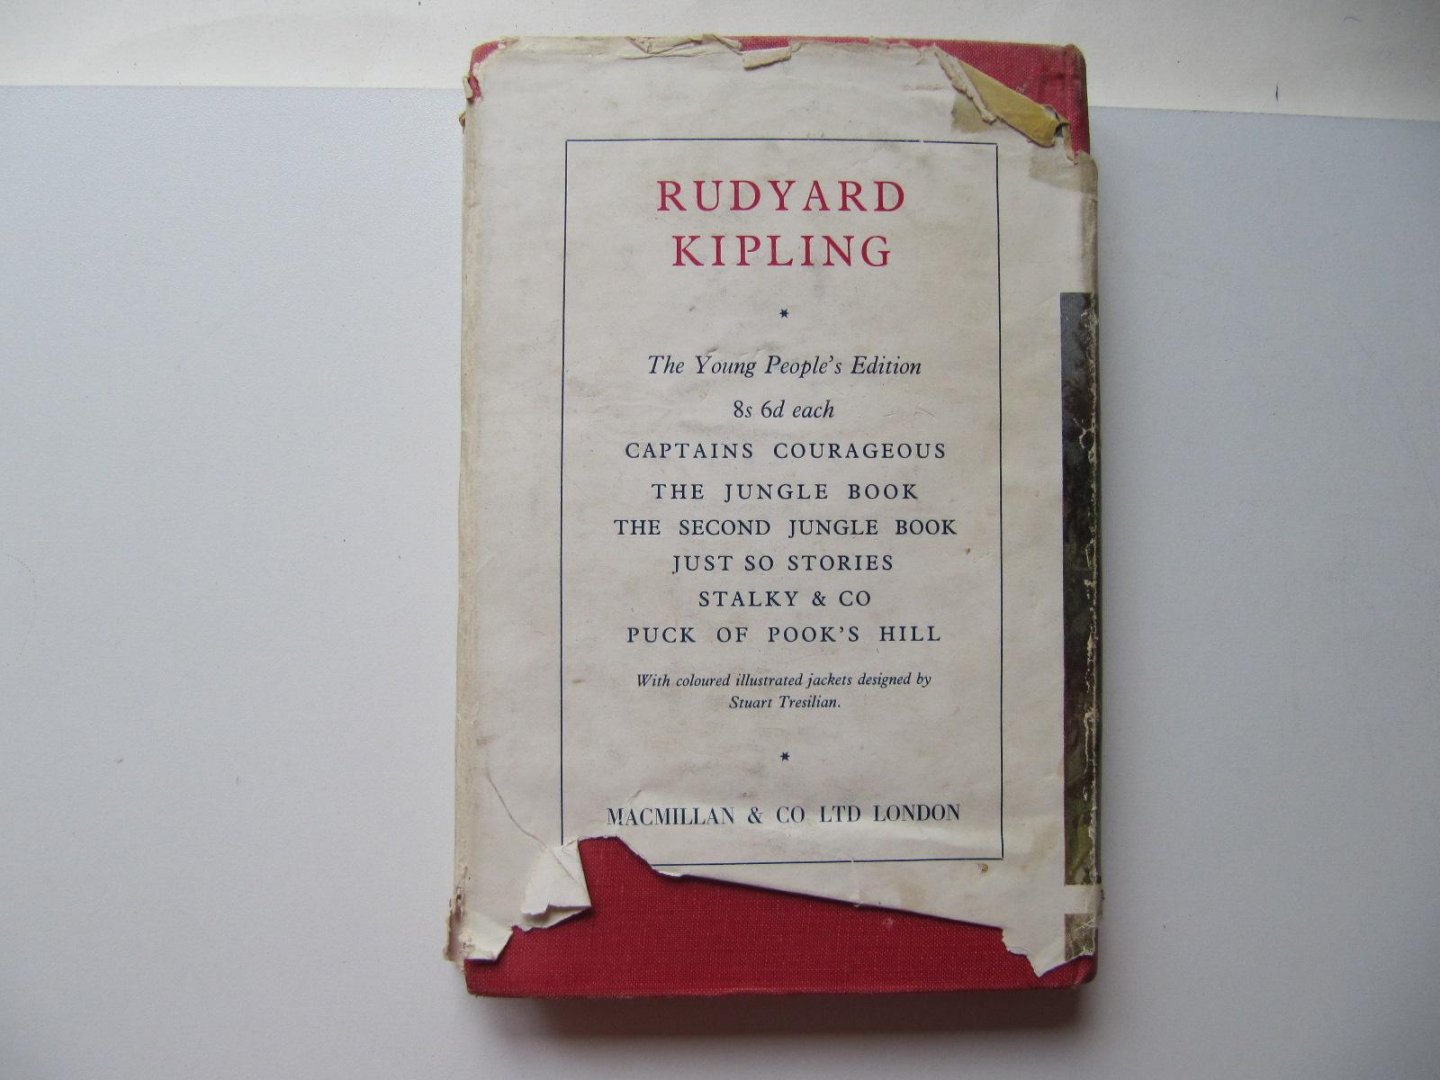 RUDYARD
KIPLING
*
The Young People's Edition
8s 6d each
CAPTAINS COURAGEOUS
THE JUNGLE BOOK
THE SECOND JUNGLE BOOK
JUST SO STORIES
STALKY & CO
PUCK OF POOK'S HILL
With coloured illustrated jackets designed by
Stuart Tresilian.
*
MACMILLAN & CO LTD LONDON